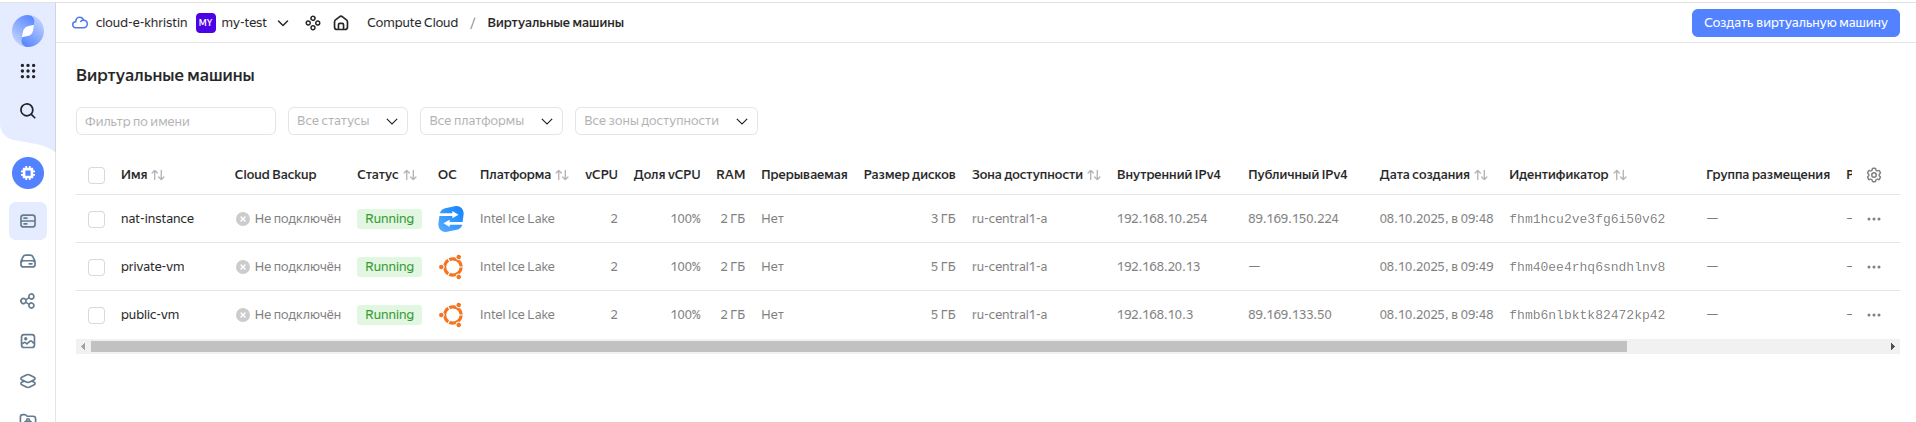 cloud-e-khristin MY my-test Compute Cloud / Виртуальные машины Создать виртуальную машину
Виртуальные машины
Фильтр по имени Все статусы Все платформы Все зоны доступности
Имя Cloud Backup Статус ОС Платформа vCPU Доля vCPU RAM Прерываемая Размер дисков Зона доступности Внутренний IPv4 Публичный IPv4 Дата создания Идентификатор Группа размещения
nat-instance Не подключён Running Intel Ice Lake 2 100% 2 ГБ Нет 3 ГБ ru-central1-a 192.168.10.254 89.169.150.224 08.10.2025, в 09:48 fhm1hcu2ve3fg6i50v62 — –
private-vm Не подключён Running Intel Ice Lake 2 100% 2 ГБ Нет 5 ГБ ru-central1-a 192.168.20.13 — 08.10.2025, в 09:49 fhm40ee4rhq6sndhlnv8 — –
public-vm Не подключён Running Intel Ice Lake 2 100% 2 ГБ Нет 5 ГБ ru-central1-a 192.168.10.3 89.169.133.50 08.10.2025, в 09:48 fhmb6nlbktk82472kp42 — –